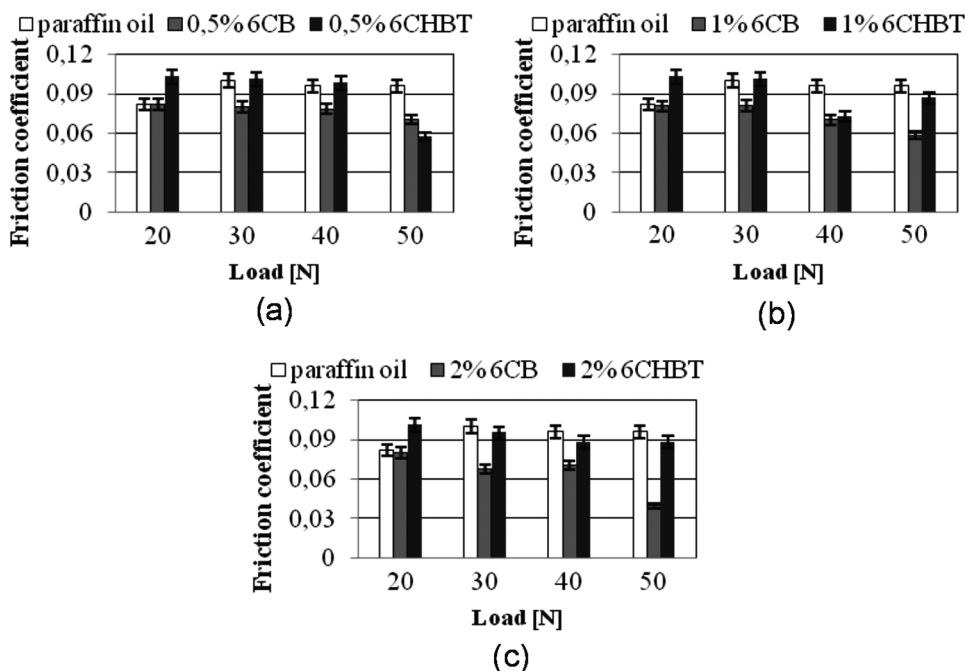 paraffin oil 0,5% 6CB 0,5% 6CHBT
Friction coefficient
0,12
0,09
0,06
0,03
0
20 30 40 50
Load [N]
(a)
paraffin oil 1% 6CB 1% 6CHBT
Friction coefficient
0,12
0,09
0,06
0,03
0
20 30 40 50
Load [N]
(b)
paraffin oil 2% 6CB 2% 6CHBT
Friction coefficient
0,12
0,09
0,06
0,03
0
20 30 40 50
Load [N]
(c)